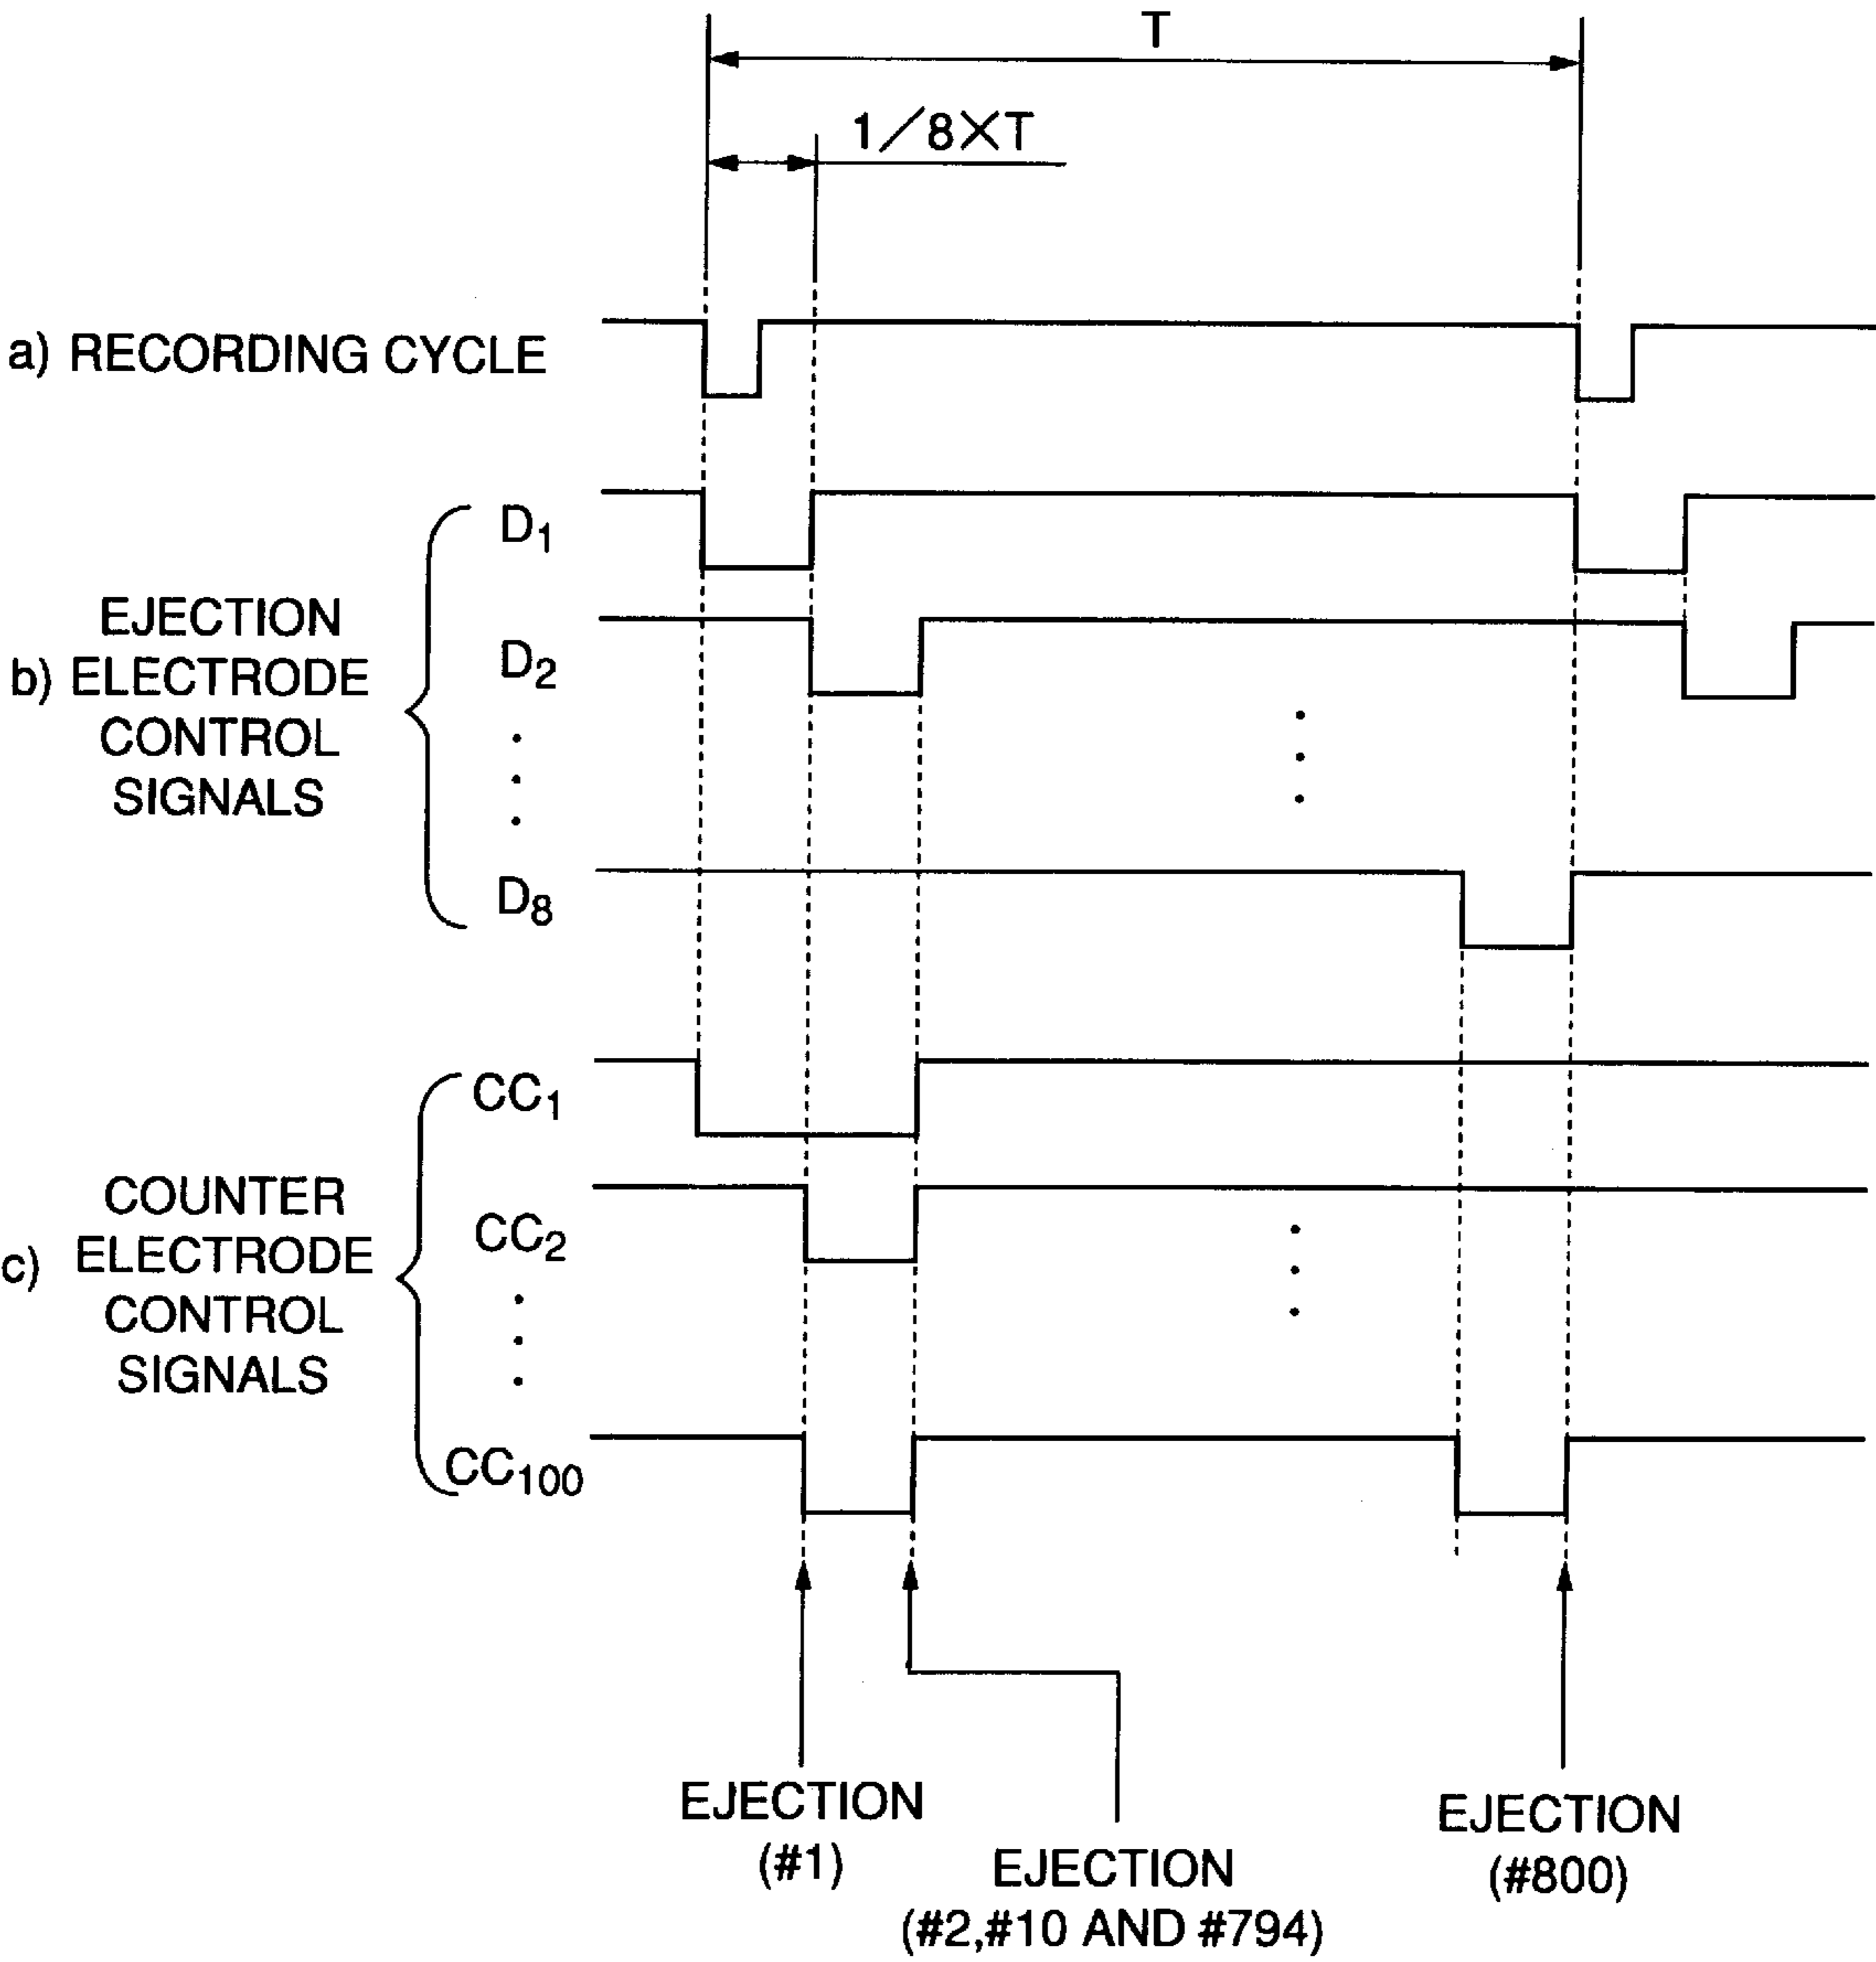 T
1/8×T
a) RECORDING CYCLE
b) EJECTION
ELECTRODE
CONTROL
SIGNALS
D1
D2
D8
c) COUNTER
ELECTRODE
CONTROL
SIGNALS
CC1
CC2
CC100
EJECTION
(#1)
EJECTION
(#2,#10 AND #794)
EJECTION
(#800)